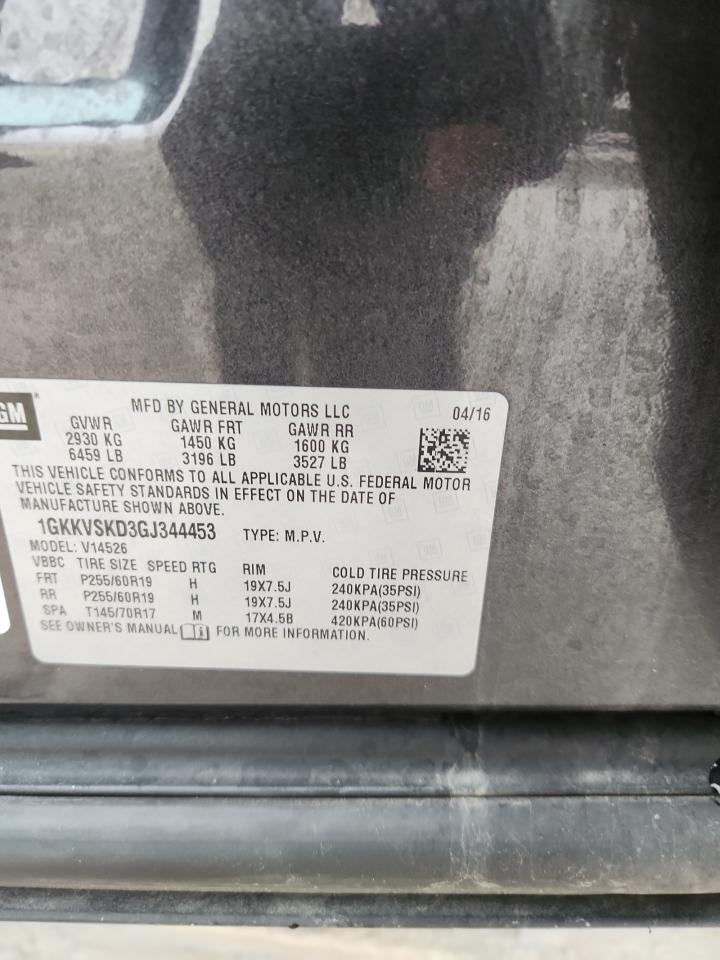 GM
MFD BY GENERAL MOTORS LLC 04/16
GVWR GAWR FRT GAWR RR
2930 KG 1450 KG 1600 KG
6459 LB 3196 LB 3527 LB
THIS VEHICLE CONFORMS TO ALL APPLICABLE U.S. FEDERAL MOTOR
VEHICLE SAFETY STANDARDS IN EFFECT ON THE DATE OF
MANUFACTURE SHOWN ABOVE.
1GKKVSKD3GJ344453 TYPE: M.P.V.
MODEL: V14526
VBBC TIRE SIZE SPEED RTG RIM COLD TIRE PRESSURE
FRT P255/60R19 H 19X7.5J 240KPA(35PSI)
RR P255/60R19 H 19X7.5J 240KPA(35PSI)
SPA T145/70R17 M 17X4.5B 420KPA(60PSI)
SEE OWNER'S MANUAL FOR MORE INFORMATION.